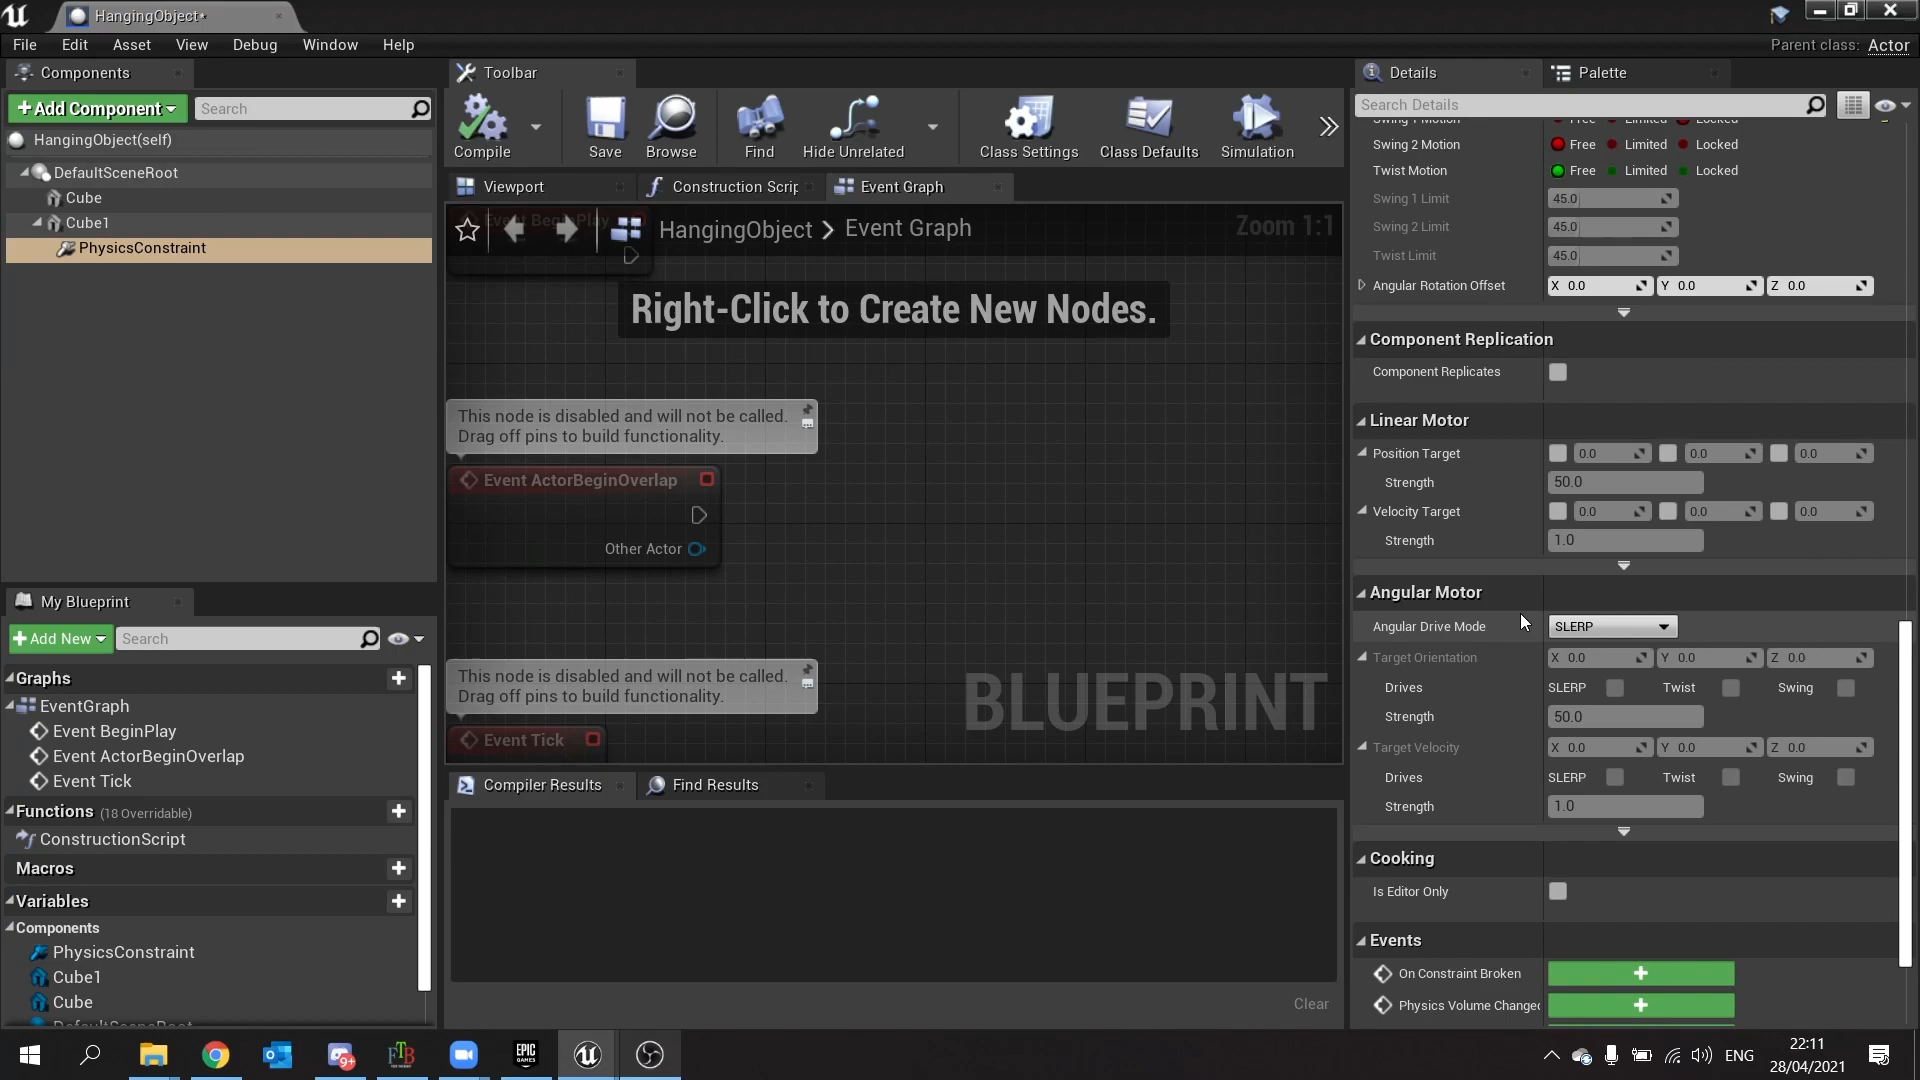 HangingObject*
File Edit Asset View Debug Window Help
Parent class: Actor
Components
Add Component
Search
HangingObject(self)
DefaultSceneRoot
Cube
Cube1
PhysicsConstraint
Toolbar
Compile
Save
Browse
Find
Hide Unrelated
Class Settings
Class Defaults
Simulation
Viewport
Construction Scrip
Event Graph
Event BeginPlay
HangingObject > Event Graph
Zoom 1:1
Right-Click to Create New Nodes.
This node is disabled and will not be called.
Drag off pins to build functionality.
Event ActorBeginOverlap
Other Actor
This node is disabled and will not be called.
Drag off pins to build functionality.
BLUEPRINT
Event Tick
Compiler Results
Find Results
Clear
My Blueprint
Add New
Search
Graphs
EventGraph
Event BeginPlay
Event ActorBeginOverlap
Event Tick
Functions (18 Overridable)
ConstructionScript
Macros
Variables
Components
PhysicsConstraint
Cube1
Cube
DefaultSceneRoot
Details
Palette
Search Details
Swing 1 Motion Free Limited Locked
Swing 2 Motion Free Limited Locked
Twist Motion Free Limited Locked
Swing 1 Limit 45.0
Swing 2 Limit 45.0
Twist Limit 45.0
Angular Rotation Offset X 0.0 Y 0.0 Z 0.0
Component Replication
Component Replicates
Linear Motor
Position Target 0.0 0.0 0.0
Strength 50.0
Velocity Target 0.0 0.0 0.0
Strength 1.0
Angular Motor
Angular Drive Mode SLERP
Target Orientation X 0.0 Y 0.0 Z 0.0
Drives SLERP Twist Swing
Strength 50.0
Target Velocity X 0.0 Y 0.0 Z 0.0
Drives SLERP Twist Swing
Strength 1.0
Cooking
Is Editor Only
Events
On Constraint Broken
Physics Volume Changed
9+
FTB
EPIC
GAMES
ENG
22:11
28/04/2021